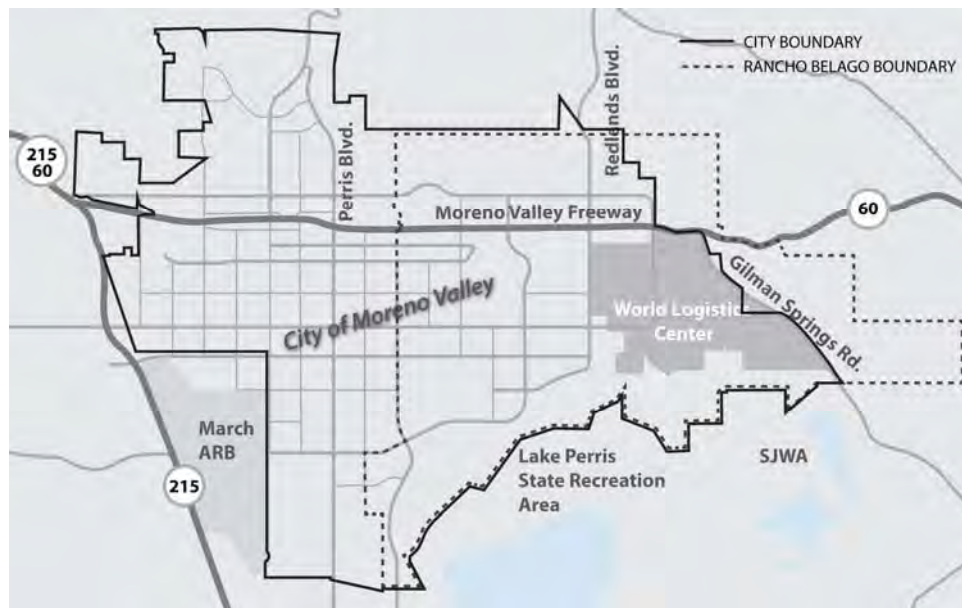 CITY BOUNDARY
RANCHO BELAGO BOUNDARY
Redlands Blvd.
Perris Blvd.
215
60
Moreno Valley Freeway
60
Gilman Springs Rd.
City of Moreno Valley
World Logistic
Center
March
ARB
215
Lake Perris
State Recreation
Area
SJWA